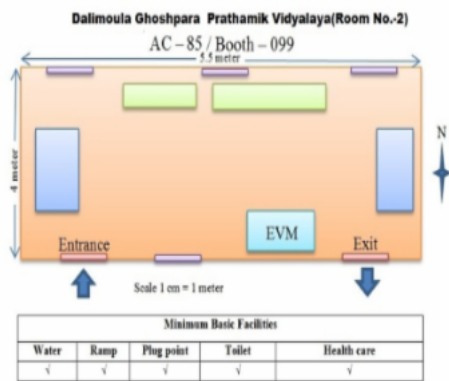 Dalimoula Ghoshpara Prathamik Vidyalaya(Room No.-2)
AC – 85 / Booth – 099
5.5 meter
4 meter
N
EVM
Entrance
Exit
Scale 1 cm = 1 meter
Minimum Basic Facilities
Water Ramp Plug point Toilet Health care
√ √ √ √ √